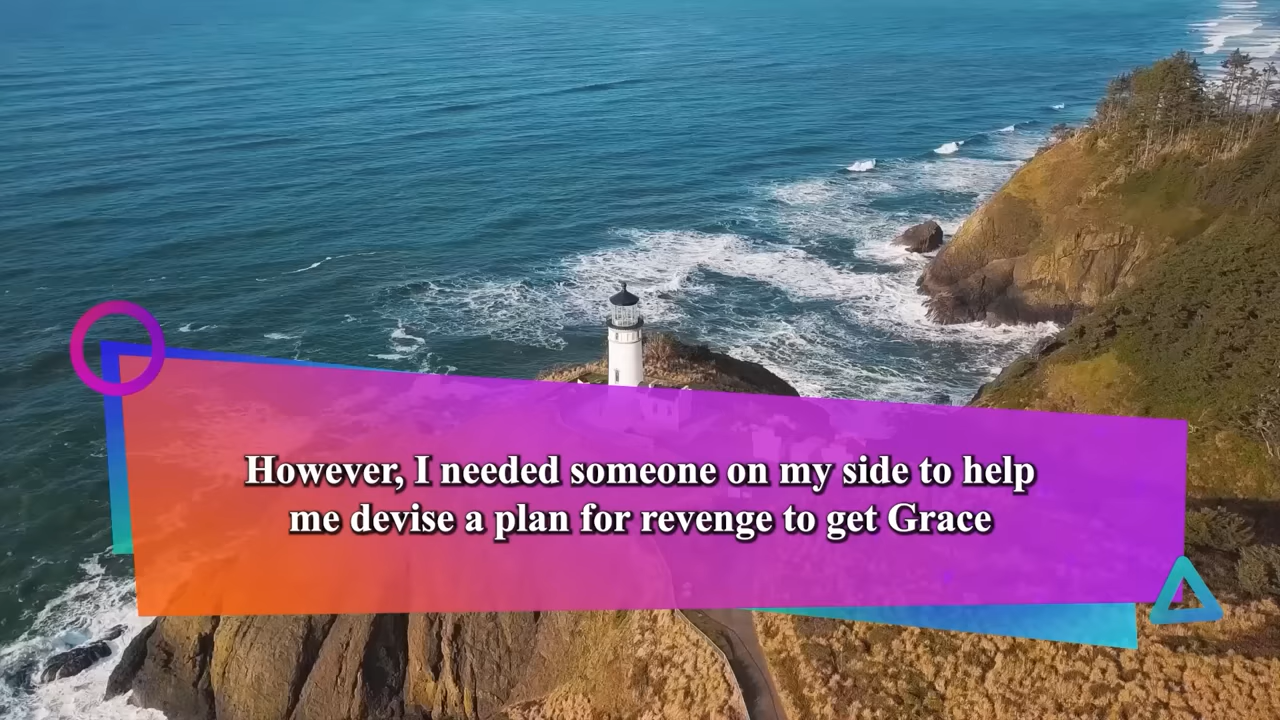 However, I needed someone on my side to help
me devise a plan for revenge to get Grace